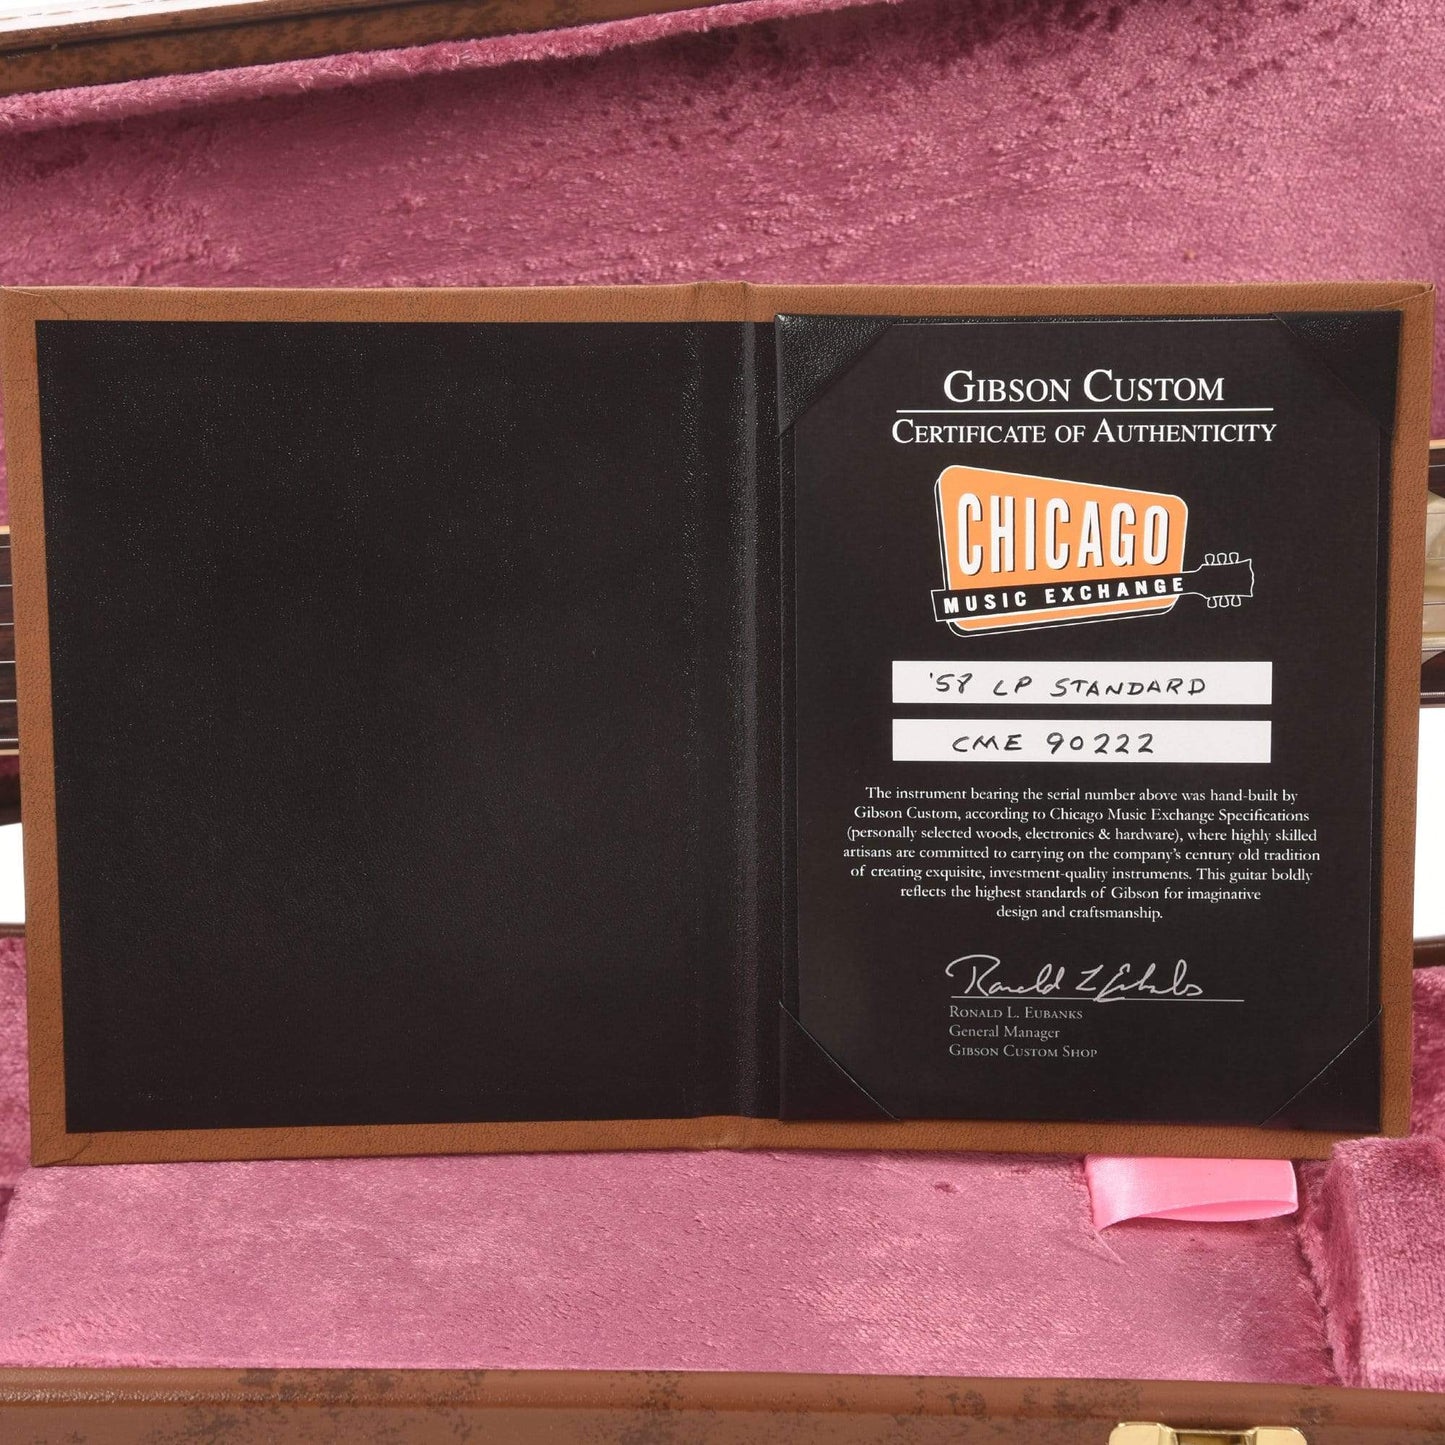 GIBSON CUSTOM
CERTIFICATE OF AUTHENTICITY
CHICAGO
MUSIC EXCHANGE
'58 LP STANDARD
CME 90222
The instrument bearing the serial number above was hand-built by
Gibson Custom, according to Chicago Music Exchange Specifications
(personally selected woods, electronics & hardware), where highly skilled
artisans are committed to carrying on the company's century old tradition
of creating exquisite, investment-quality instruments. This guitar boldly
reflects the highest standards of Gibson for imaginative
design and craftsmanship.
Ronald L Eubanks
RONALD L. EUBANKS
General Manager
GIBSON CUSTOM SHOP